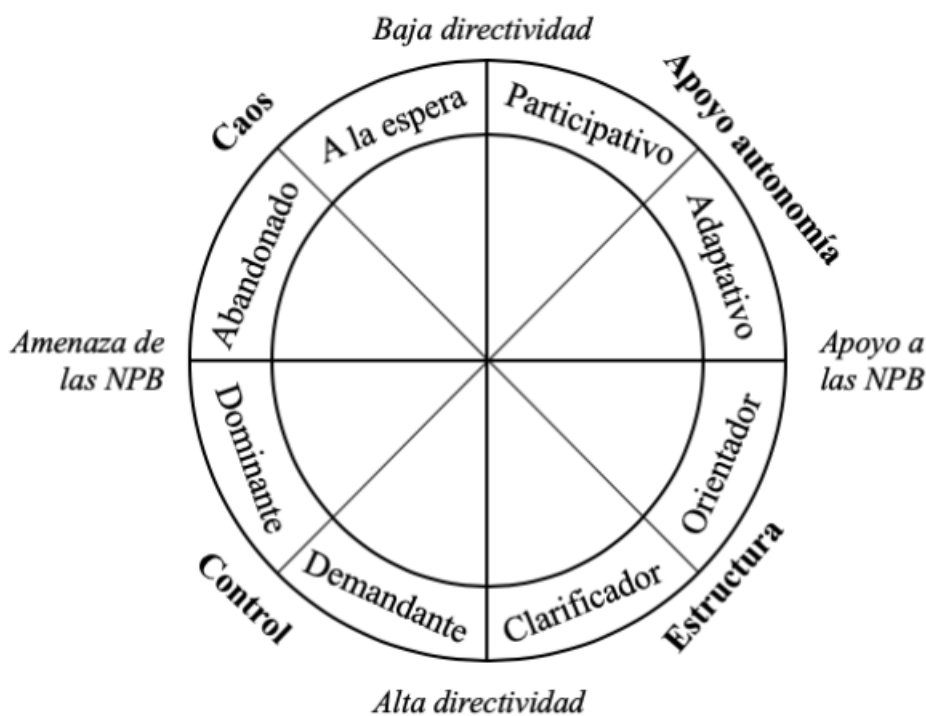 Baja directividad
Caos
A la espera
Participativo
Apoyo autonomía
Abandonado
Adaptativo
Amenaza de
las NPB
Apoyo a
las NPB
Dominante
Orientador
Control
Demandante
Clarificador
Estructura
Alta directividad